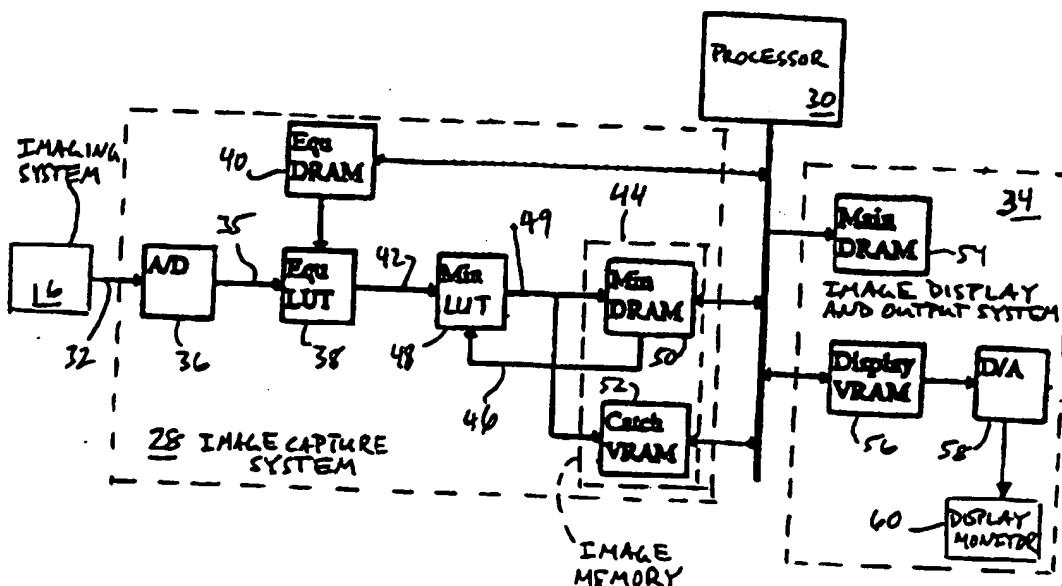 PROCESSOR
30
IMAGING
SYSTEM
16
32
A/D
36
35
40
Equ
DRAM
Equ
LUT
38
42
Min
LUT
48
49
44
Min
DRAM
50
46
52
Catch
VRAM
28 IMAGE CAPTURE
SYSTEM
IMAGE
MEMORY
34
Main
DRAM
54
IMAGE DISPLAY
AND OUTPUT SYSTEM
Display
VRAM
56
D/A
58
60
DISPLAY
MONITOR